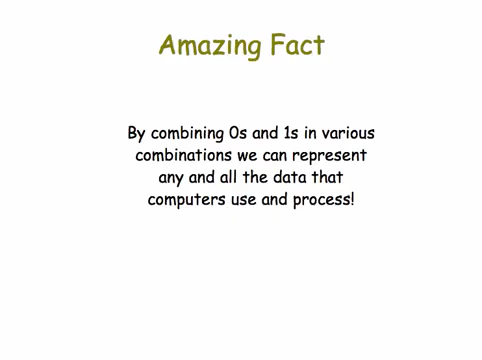 Amazing Fact
By combining 0s and 1s in various
combinations we can represent
any and all the data that
computers use and process!